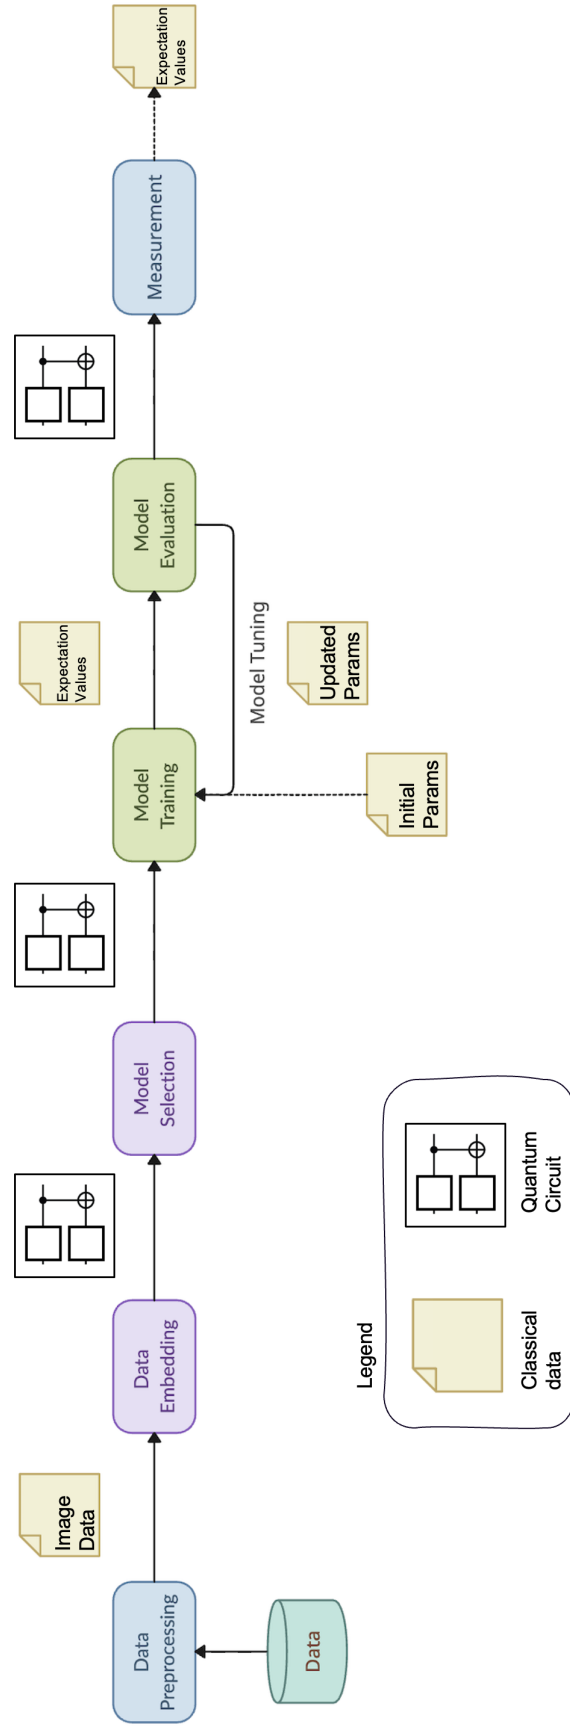 Image
Data
Expectation
Values
Expectation
Values
Data
Preprocessing
Data
Embedding
Model
Selection
Model
Training
Model
Evaluation
Measurement
Model Tuning
Data
Updated
Params
Initial
Params
Legend
Classical
data
Quantum
Circuit